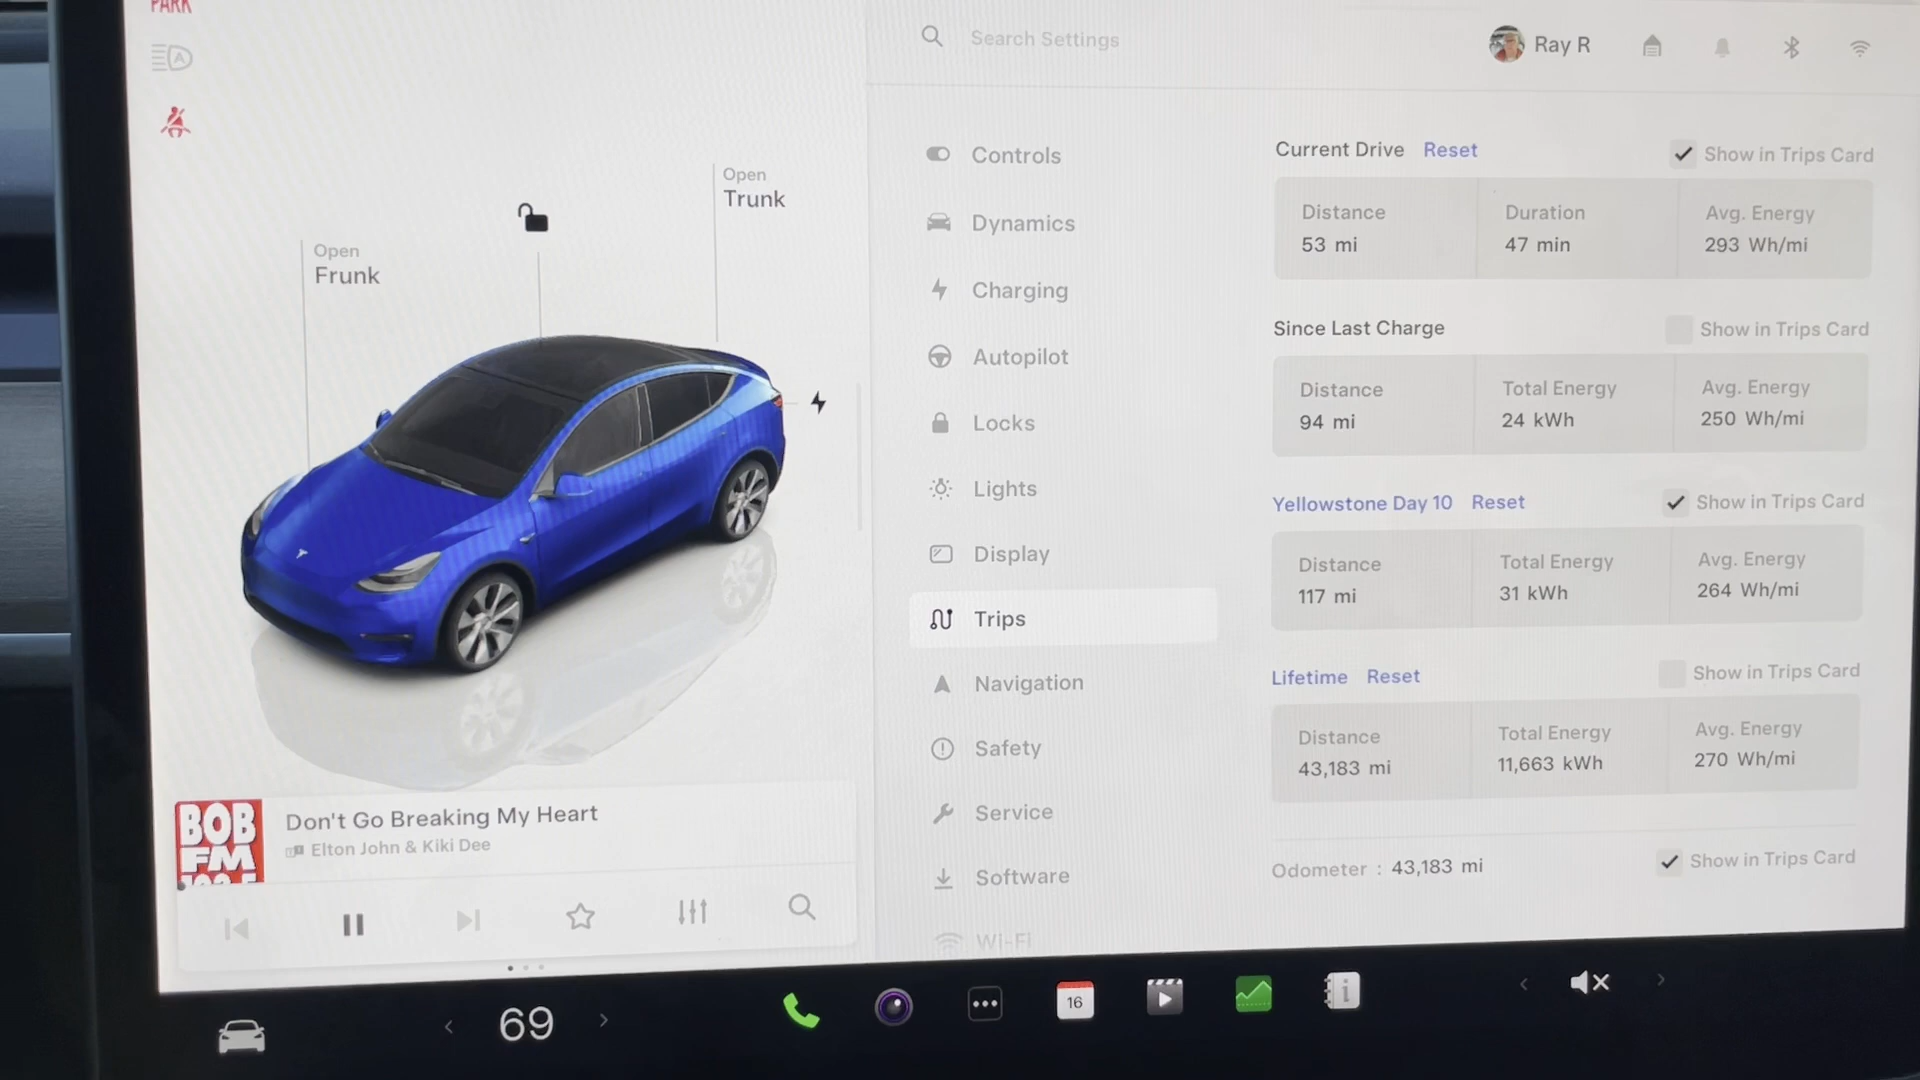 PARK
Search Settings
Ray R
Open
Trunk
Open
Frunk
Controls
Dynamics
Charging
Autopilot
Locks
Lights
Display
Trips
Navigation
Safety
Service
Software
Wi-Fi
Current Drive Reset
Show in Trips Card
Distance
53 mi
Duration
47 min
Avg. Energy
293 Wh/mi
Since Last Charge
Show in Trips Card
Distance
94 mi
Total Energy
24 kWh
Avg. Energy
250 Wh/mi
Yellowstone Day 10 Reset
Show in Trips Card
Distance
117 mi
Total Energy
31 kWh
Avg. Energy
264 Wh/mi
Lifetime Reset
Show in Trips Card
Distance
43,183 mi
Total Energy
11,663 kWh
Avg. Energy
270 Wh/mi
Odometer : 43,183 mi
Show in Trips Card
BOB
FM
Don't Go Breaking My Heart
Elton John & Kiki Dee
69
16